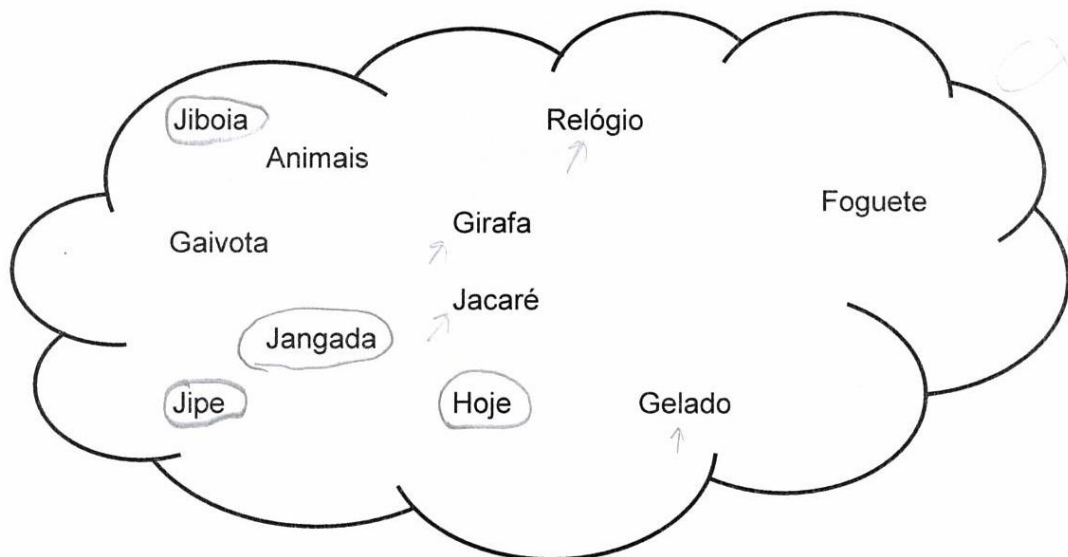 Jiboia
Relógio
Animais
Foguete
Girafa
Gaivota
Jacaré
Jangada
Jipe
Hoje
Gelado